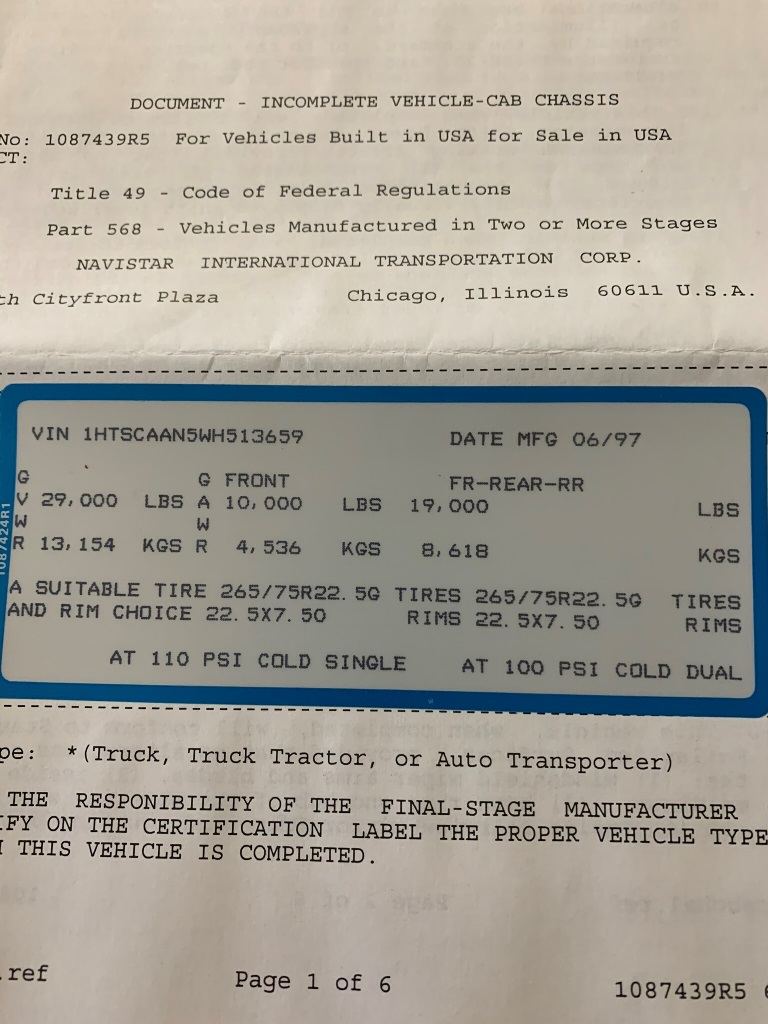 DOCUMENT - INCOMPLETE VEHICLE-CAB CHASSIS
No: 1087439R5 For Vehicles Built in USA for Sale in USA
CT:
Title 49 - Code of Federal Regulations
Part 568 - Vehicles Manufactured in Two or More Stages
NAVISTAR INTERNATIONAL TRANSPORTATION CORP.
th Cityfront Plaza Chicago, Illinois 60611 U.S.A.
VIN 1HTSCAAN5WH513659 DATE MFG 06/97
G G FRONT FR-REAR-RR
V 29,000 LBS A 10,000 LBS 19,000 LBS
W W
R 13,154 KGS R 4,536 KGS 8,618 KGS
A SUITABLE TIRE 265/75R22.5G TIRES 265/75R22.5G TIRES
AND RIM CHOICE 22.5X7.50 RIMS 22.5X7.50 RIMS
AT 110 PSI COLD SINGLE AT 100 PSI COLD DUAL
1087424R1
pe: *(Truck, Truck Tractor, or Auto Transporter)
THE RESPONIBILITY OF THE FINAL-STAGE MANUFACTURER
IFY ON THE CERTIFICATION LABEL THE PROPER VEHICLE TYPE
THIS VEHICLE IS COMPLETED.
.ref Page 1 of 6 1087439R5